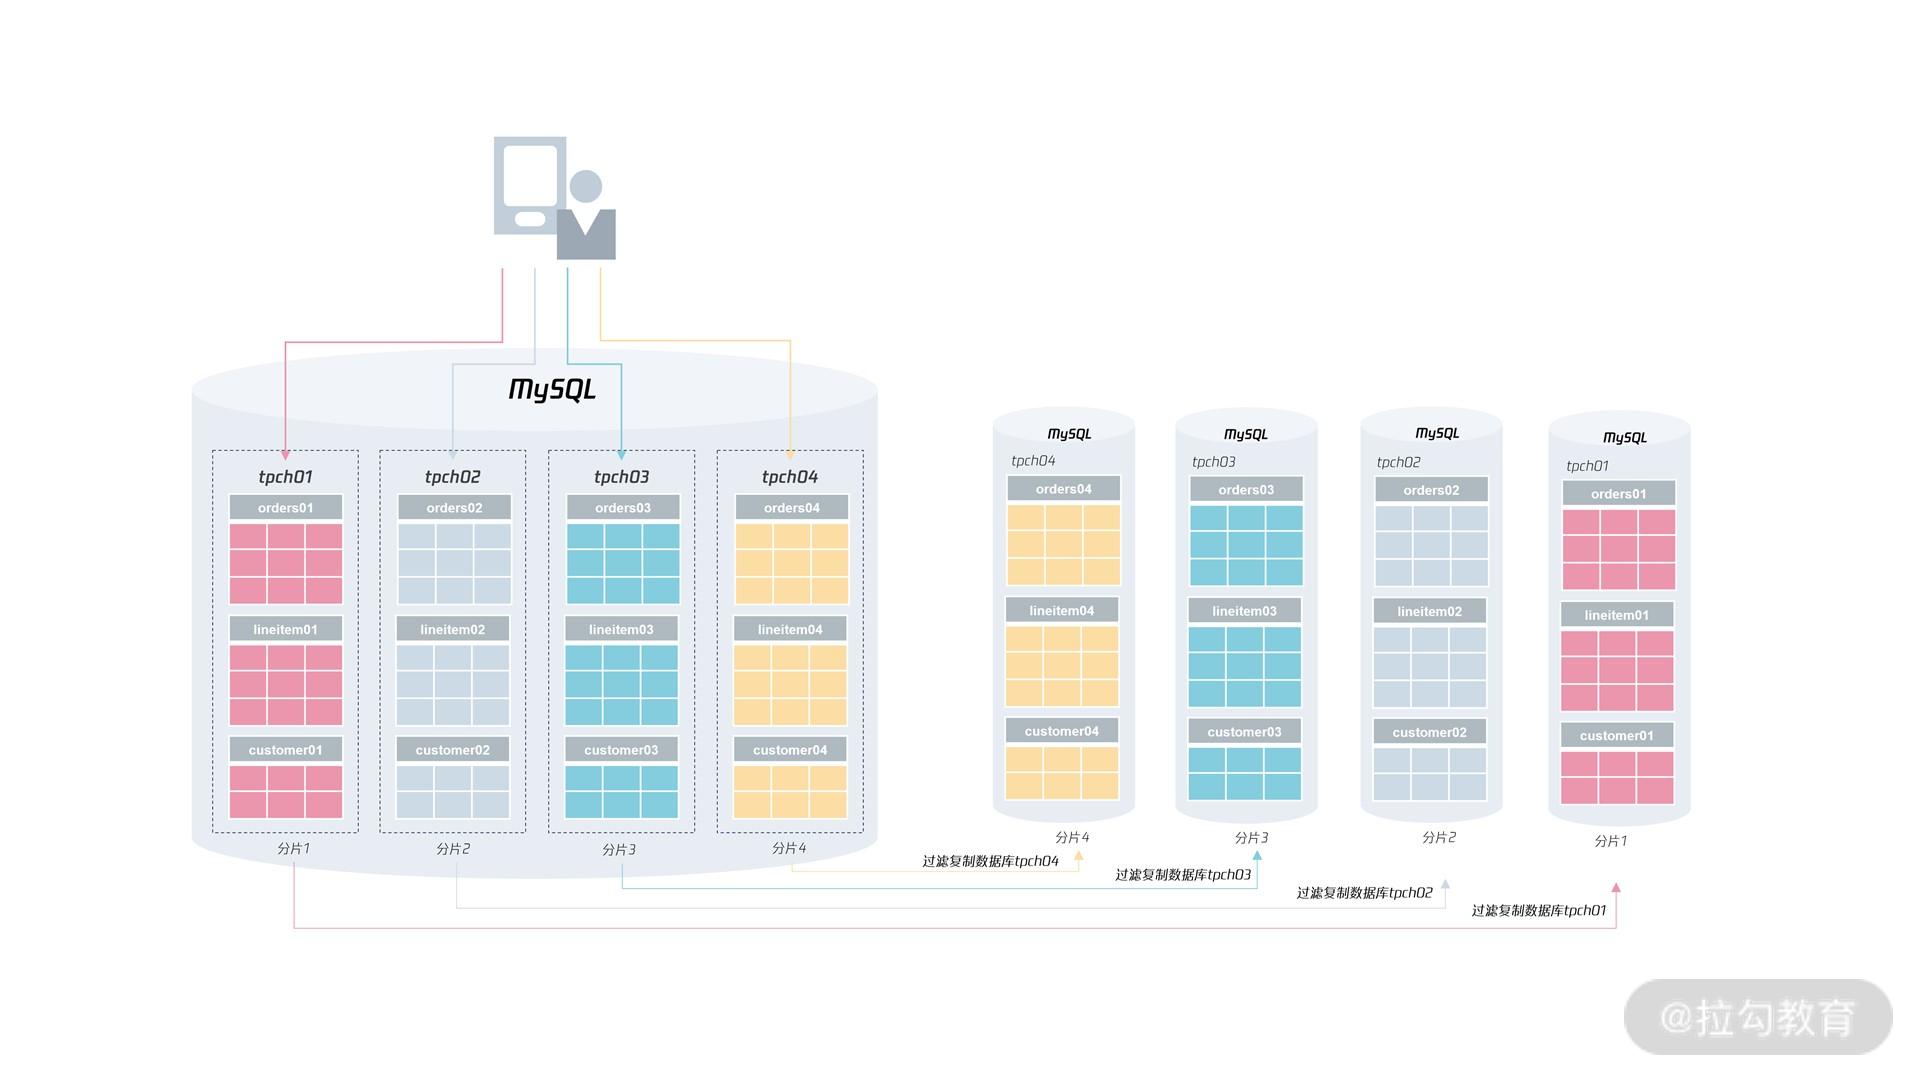 MySQL
tpch01
orders01
lineitem01
customer01
分片1
tpch02
orders02
lineitem02
customer02
分片2
tpch03
orders03
lineitem03
customer03
分片3
tpch04
orders04
lineitem04
customer04
分片4
MySQL
tpch04
orders04
lineitem04
customer04
分片4
MySQL
tpch03
orders03
lineitem03
customer03
分片3
MySQL
tpch02
orders02
lineitem02
customer02
分片2
MySQL
tpch01
orders01
lineitem01
customer01
分片1
过滤复制数据库tpch04
过滤复制数据库tpch03
过滤复制数据库tpch02
过滤复制数据库tpch01
@拉勾教育